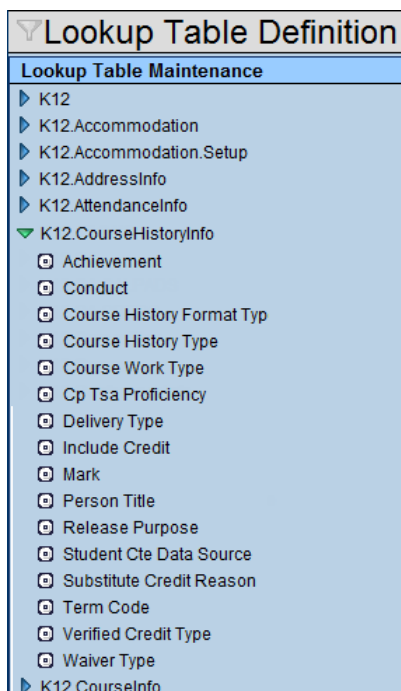 Lookup Table Definition
Lookup Table Maintenance
K12
K12.Accommodation
K12.Accommodation.Setup
K12.AddressInfo
K12.AttendanceInfo
K12.CourseHistoryInfo
Achievement
Conduct
Course History Format Typ
Course History Type
Course Work Type
Cp Tsa Proficiency
Delivery Type
Include Credit
Mark
Person Title
Release Purpose
Student Cte Data Source
Substitute Credit Reason
Term Code
Verified Credit Type
Waiver Type
K12.CourseInfo